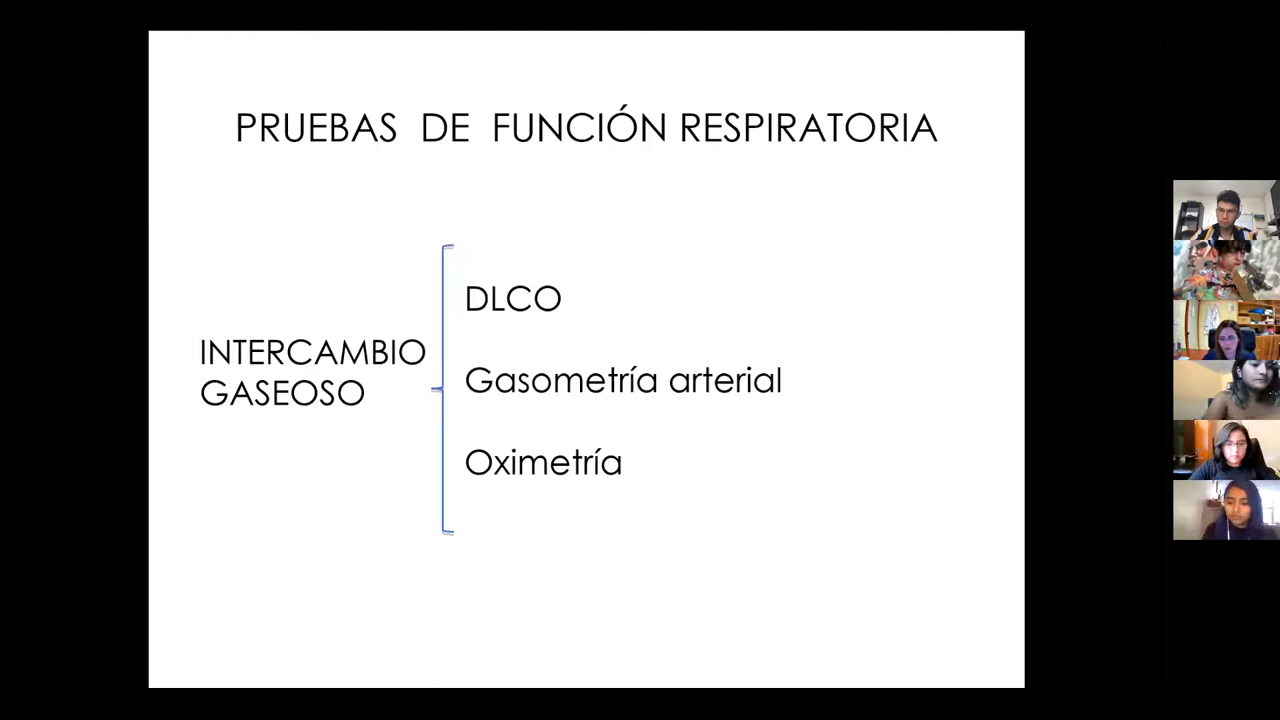 PRUEBAS DE FUNCIÓN RESPIRATORIA
INTERCAMBIO
GASEOSO
DLCO
Gasometría arterial
Oximetría